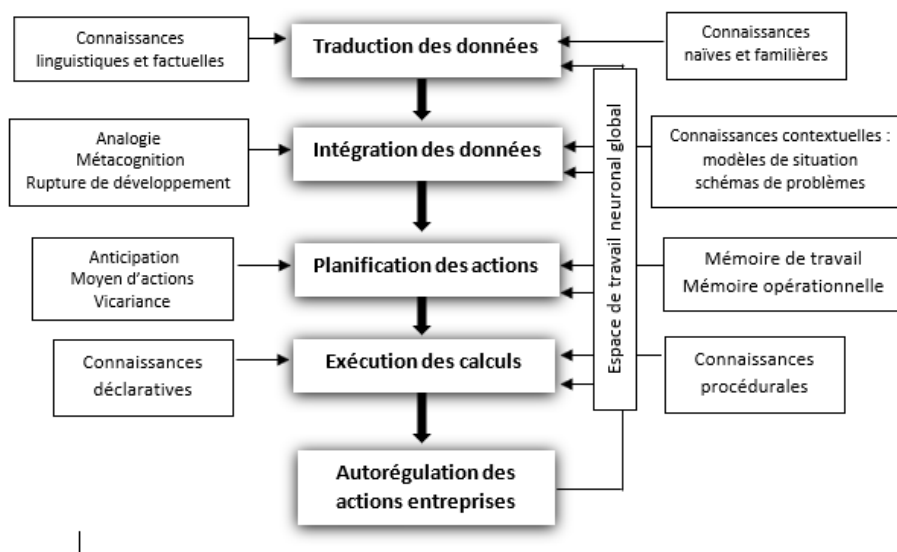 Connaissances
linguistiques et factuelles
Traduction des données
Connaissances
naïves et familières
Analogie
Métacognition
Rupture de développement
Intégration des données
Connaissances contextuelles :
modèles de situation
schémas de problèmes
Anticipation
Moyen d'actions
Vicariance
Planification des actions
Mémoire de travail
Mémoire opérationnelle
Connaissances
déclaratives
Exécution des calculs
Connaissances
procédurales
Espace de travail neuronal global
Autorégulation des
actions entreprises